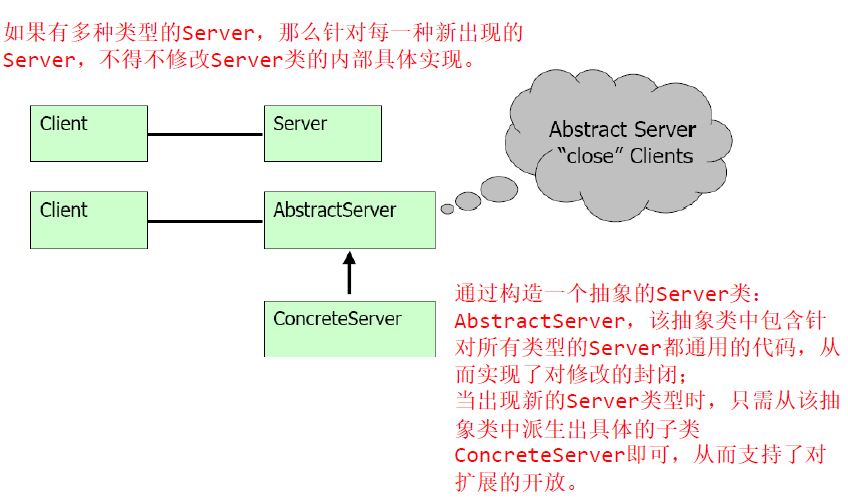 如果有多种类型的Server，那么针对每一种新出现的
Server，不得不修改Server类的内部具体实现。
Client
Server
Abstract Server
“close” Clients
Client
AbstractServer
ConcreteServer
通过构造一个抽象的Server类：
AbstractServer，该抽象类中包含针
对所有类型的Server都通用的代码，从
而实现了对修改的封闭；
当出现新的Server类型时，只需从该抽
象类中派生出具体的子类
ConcreteServer即可，从而支持了对
扩展的开放。